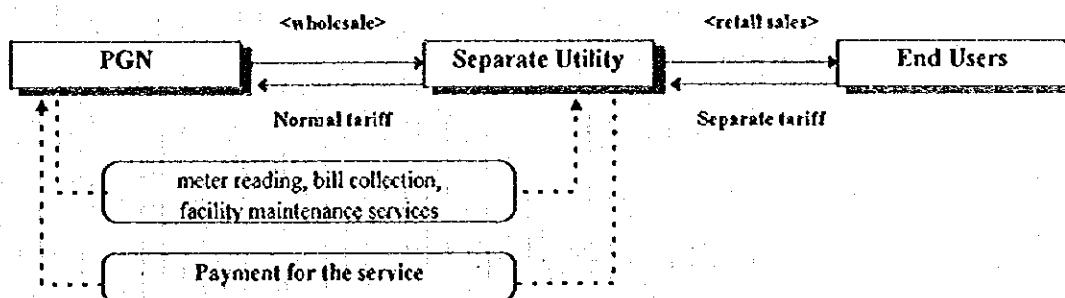 <wholesale>
<retail sales>
PGN
Separate Utility
End Users
Normal tariff
Separate tariff
meter reading, bill collection,
facility maintenance services
Payment for the service